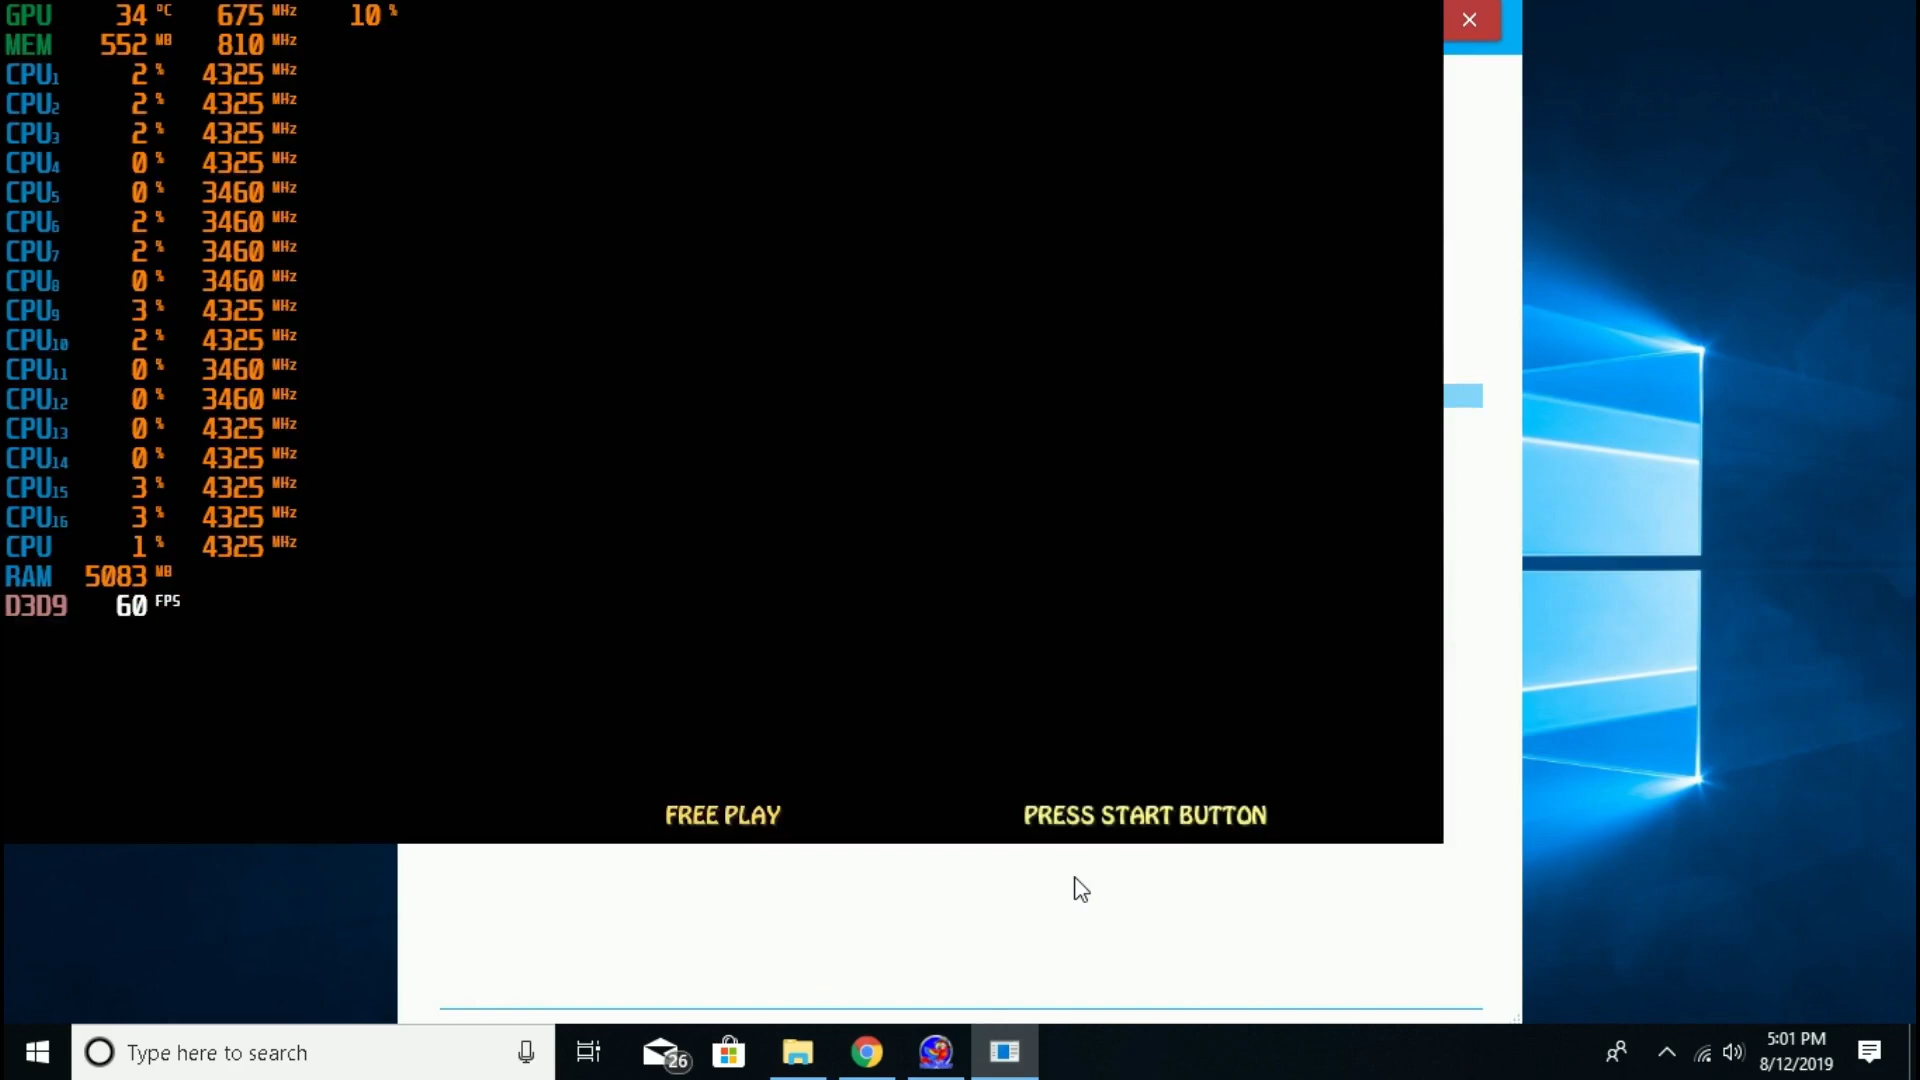 GPU 34 °C 675 MHz 10 %
MEM 552 MB 810 MHz
CPU1 2 % 4325 MHz
CPU2 2 % 4325 MHz
CPU3 2 % 4325 MHz
CPU4 0 % 4325 MHz
CPU5 0 % 3460 MHz
CPU6 2 % 3460 MHz
CPU7 2 % 3460 MHz
CPU8 0 % 3460 MHz
CPU9 3 % 4325 MHz
CPU10 2 % 4325 MHz
CPU11 0 % 3460 MHz
CPU12 0 % 3460 MHz
CPU13 0 % 4325 MHz
CPU14 0 % 4325 MHz
CPU15 3 % 4325 MHz
CPU16 3 % 4325 MHz
CPU 1 % 4325 MHz
RAM 5083 MB
D3D9 60 FPS
FREE PLAY PRESS START BUTTON
Type here to search
26
5:01 PM
8/12/2019